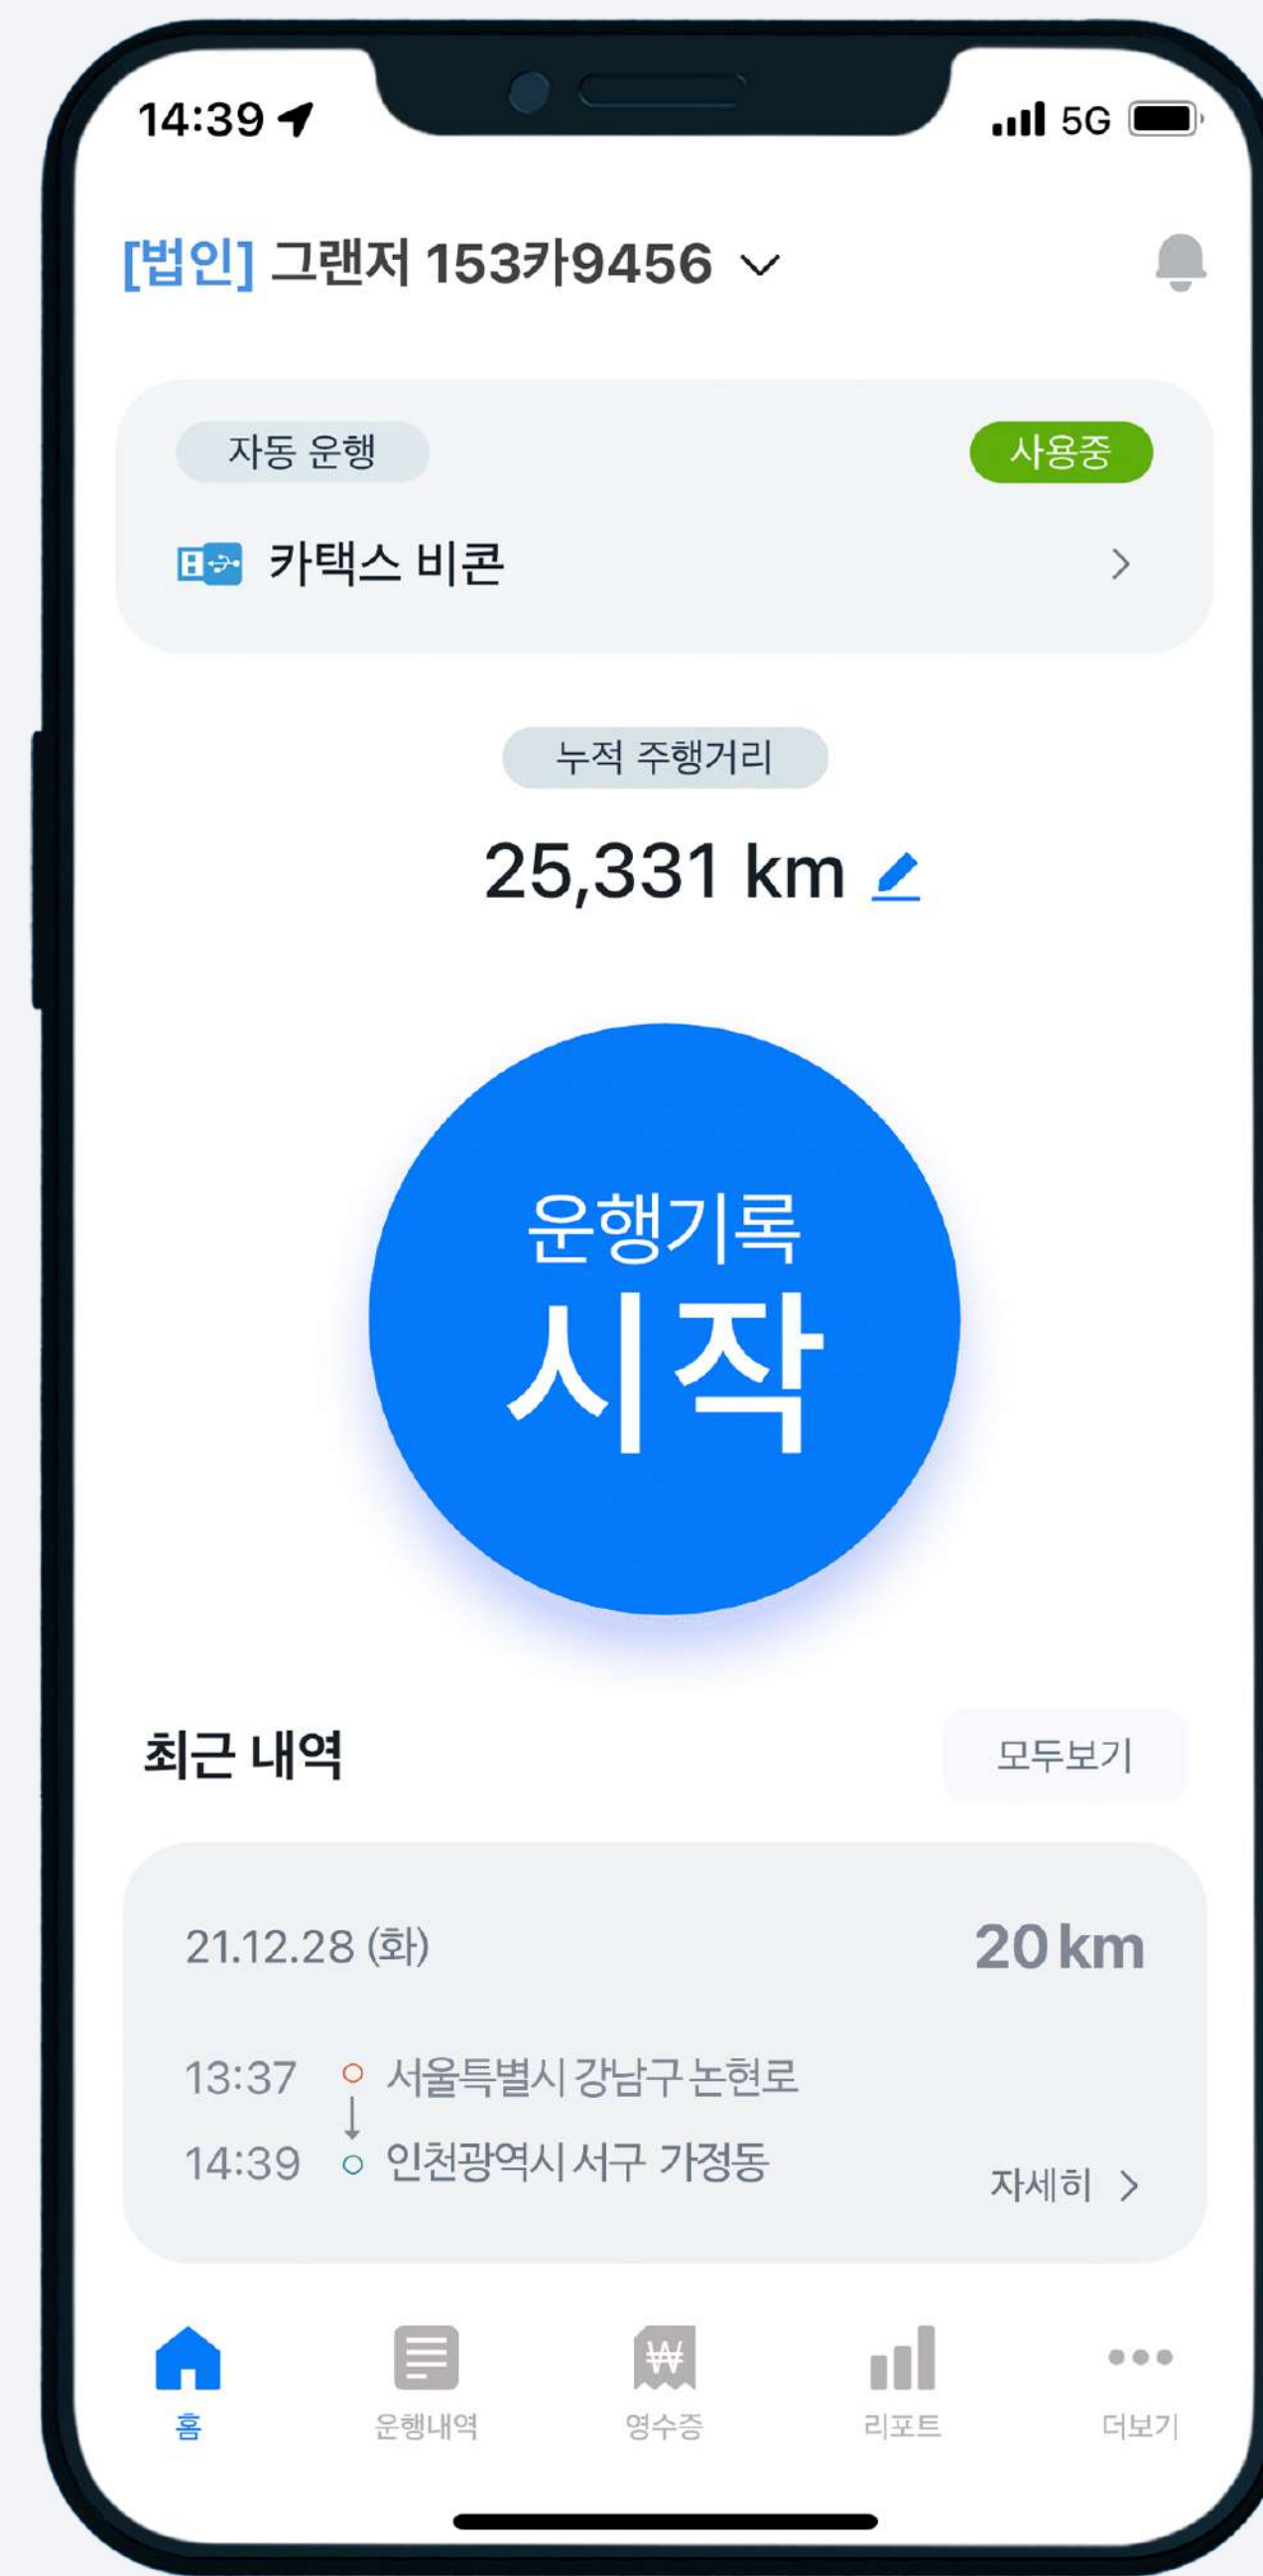 14:39
5G
[법인] 그랜저 153카9456
자동 운행
사용중
카택스 비콘
누적 주행거리
25,331 km
운행기록
시작
최근 내역
모두보기
21.12.28 (화)
20 km
13:37 서울특별시 강남구 논현로
14:39 인천광역시 서구 가정동
자세히
홈
운행내역
영수증
리포트
더보기